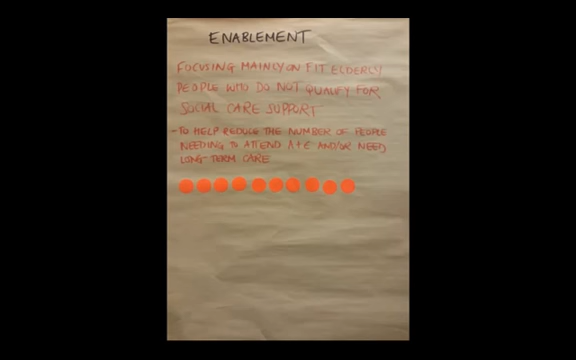 ENABLEMENT
FOCUSING MAINLY ON FIT ELDERLY
PEOPLE WHO DO NOT QUALIFY FOR
SOCIAL CARE SUPPORT
- TO HELP REDUCE THE NUMBER OF PEOPLE
NEEDING TO ATTEND A+E AND/OR NEED
LONG-TERM CARE